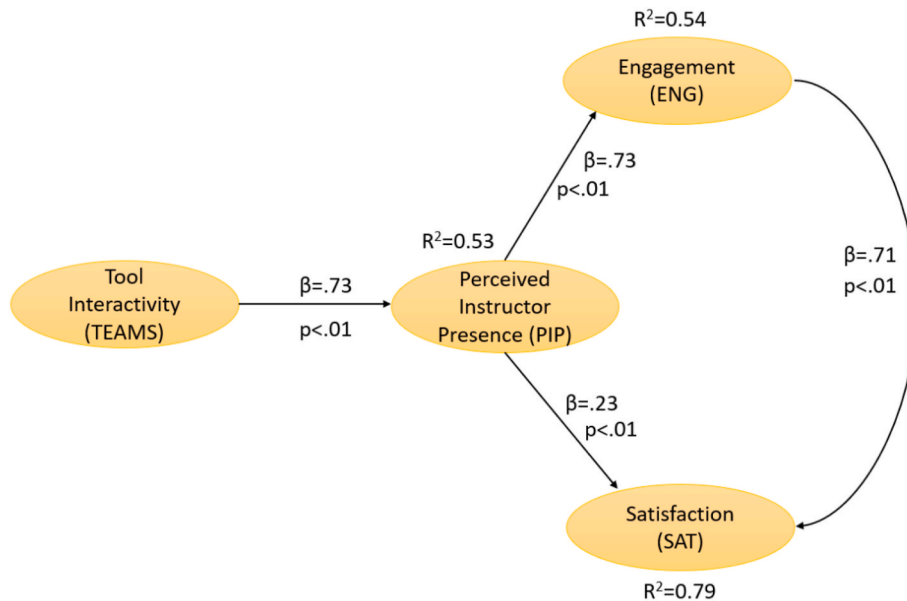 R²=0.54
Engagement
(ENG)
β=.73
p<.01
R²=0.53
Tool
Interactivity
(TEAMS)
β=.73
p<.01
Perceived
Instructor
Presence (PIP)
β=.71
p<.01
β=.23
p<.01
Satisfaction
(SAT)
R²=0.79